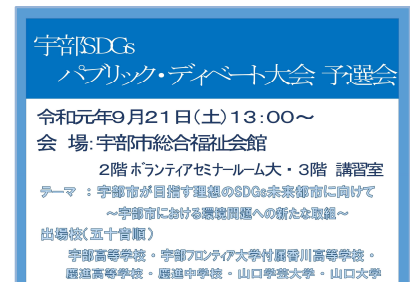 宇部SDGs
パブリック・ディベート大会 予選会
令和元年９月２１日（土）１３：００～
会　場：宇部市総合福祉会館
２階 ボランティアセミナールーム大・３階　講習室
テーマ　：宇部市が目指す理想のSDGs未来都市に向けて
～宇部市における環境問題への新たな取組～
出場校（五十音順）
宇部高等学校・宇部フロンティア大学付属香川高等学校・
慶進高等学校・慶進中学校・山口学芸大学・山口大学